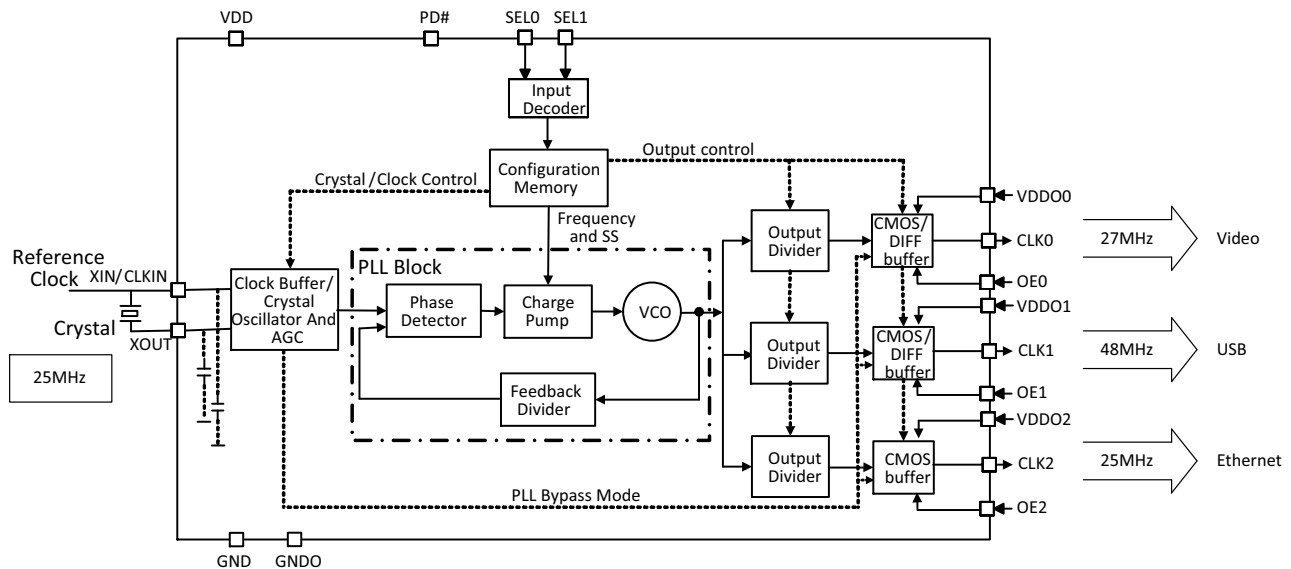 VDD
PD#
SEL0
SEL1
Input
Decoder
Configuration
Memory
Output control
Crystal/Clock Control
Frequency
and SS
Reference
Clock
XIN/CLKIN
Crystal
XOUT
25MHz
Clock Buffer/
Crystal
Oscillator And
AGC
PLL Block
Phase
Detector
Charge
Pump
VCO
Feedback
Divider
PLL Bypass Mode
Output
Divider
Output
Divider
Output
Divider
CMOS/
DIFF
buffer
CMOS/
DIFF
buffer
CMOS
buffer
VDDO0
CLK0
OE0
VDDO1
CLK1
OE1
VDDO2
CLK2
OE2
27MHz
Video
48MHz
USB
25MHz
Ethernet
GND
GNDO